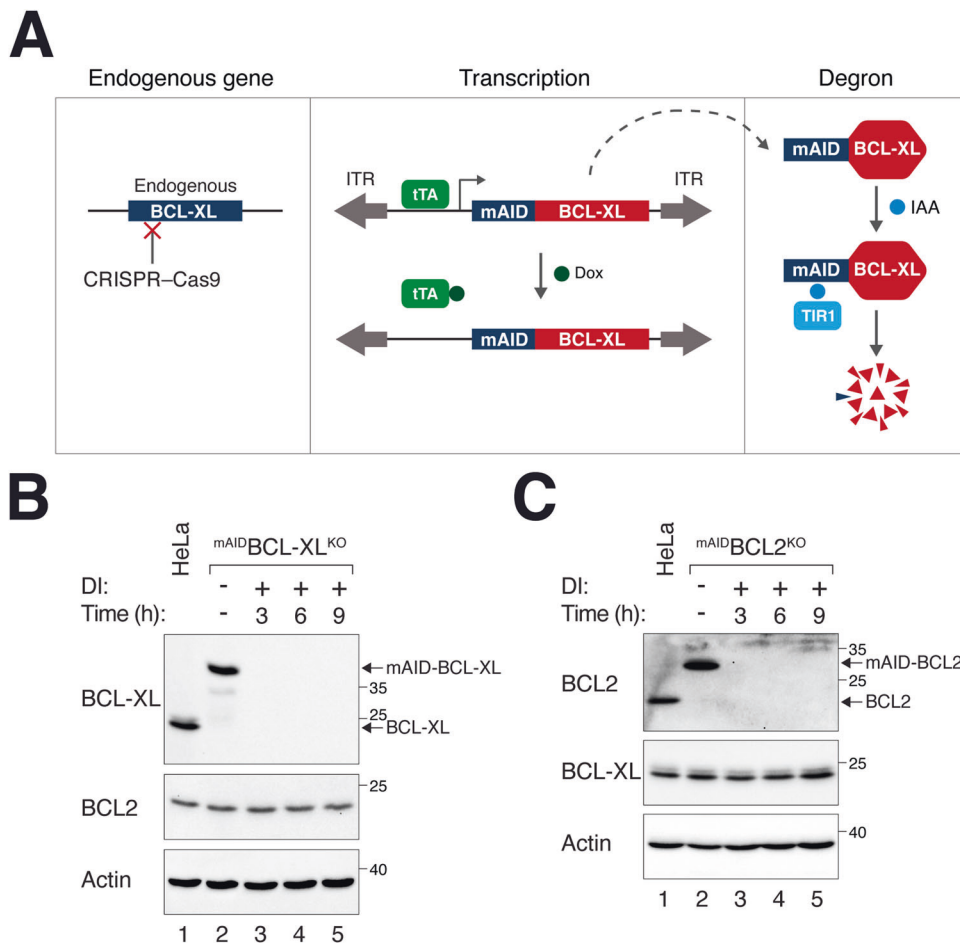 A
Endogenous gene
Transcription
Degron
Endogenous
BCL-XL
CRISPR–Cas9
ITR
tTA
ITR
mAID
BCL-XL
Dox
tTA
mAID
BCL-XL
mAID
BCL-XL
IAA
mAID
BCL-XL
TIR1
B
HeLa
mAIDBCL-XLKO
DI: - + + +
Time (h): - 3 6 9
BCL-XL
mAID-BCL-XL
35
25
BCL-XL
BCL2
25
Actin
40
1 2 3 4 5
C
HeLa
mAIDBCL2KO
DI: - + + +
Time (h): - 3 6 9
BCL2
35
mAID-BCL2
25
BCL2
BCL-XL
25
Actin
40
1 2 3 4 5